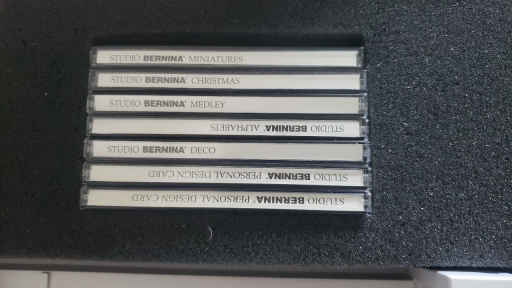 STUDIO BERNINA MINIATURES
STUDIO BERNINA CHRISTMAS
STUDIO BERNINA MEDLEY
STUDIO BERNINA ALPHABETS
STUDIO BERNINA DECO
STUDIO BERNINA PERSONAL DESIGN CARD
STUDIO BERNINA PERSONAL DESIGN CARD